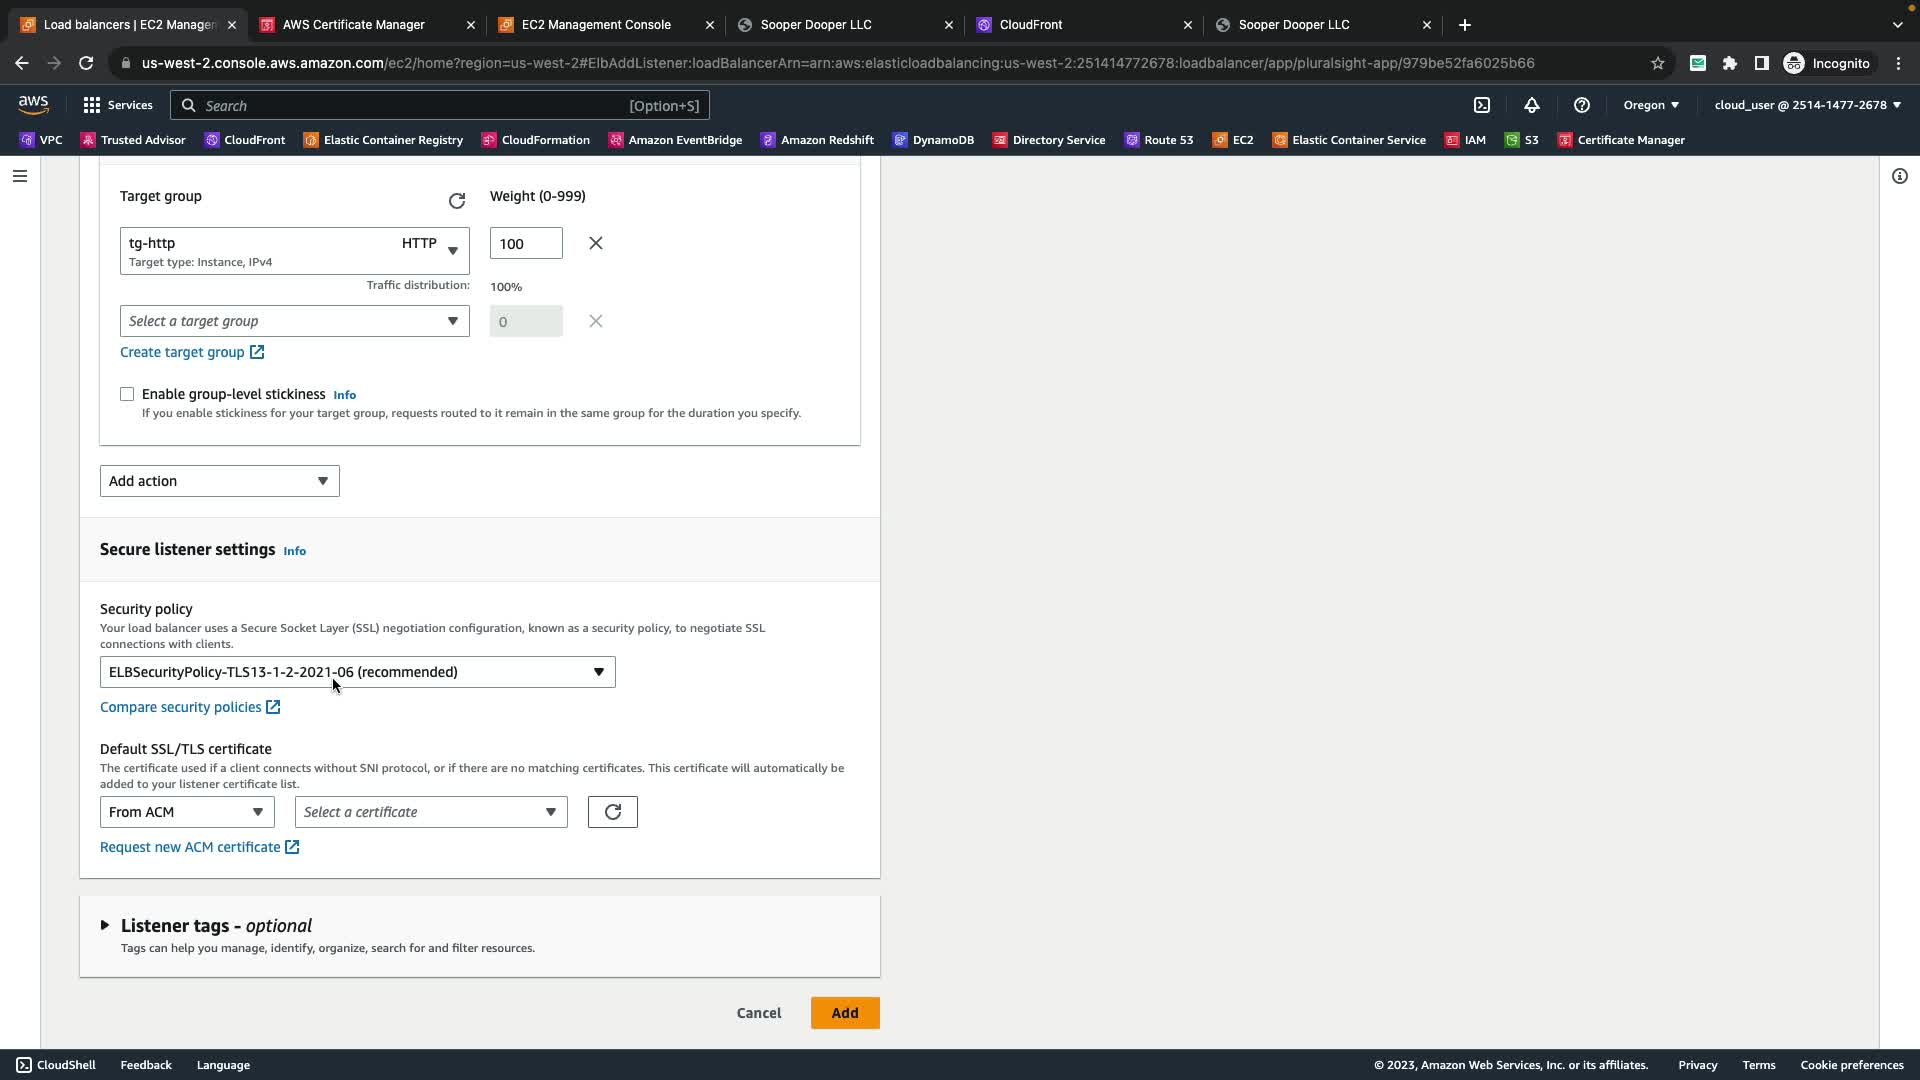 Load balancers | EC2 Manage
AWS Certificate Manager
EC2 Management Console
Sooper Dooper LLC
CloudFront
Sooper Dooper LLC
us-west-2.console.aws.amazon.com/ec2/home?region=us-west-2#ElbAddListener:loadBalancerArn=arn:aws:elasticloadbalancing:us-west-2:251414772678:loadbalancer/app/pluralsight-app/979be52fa6025b66
Incognito
aws
Services
Search
[Option+S]
Oregon
cloud_user @ 2514-1477-2678
VPC
Trusted Advisor
CloudFront
Elastic Container Registry
CloudFormation
Amazon EventBridge
Amazon Redshift
DynamoDB
Directory Service
Route 53
EC2
Elastic Container Service
IAM
S3
Certificate Manager
Target group
Weight (0-999)
tg-http
HTTP
Target type: Instance, IPv4
100
Traffic distribution:
100%
Select a target group
0
Create target group
Enable group-level stickiness Info
If you enable stickiness for your target group, requests routed to it remain in the same group for the duration you specify.
Add action
Secure listener settings Info
Security policy
Your load balancer uses a Secure Socket Layer (SSL) negotiation configuration, known as a security policy, to negotiate SSL
connections with clients.
ELBSecurityPolicy-TLS13-1-2-2021-06 (recommended)
Compare security policies
Default SSL/TLS certificate
The certificate used if a client connects without SNI protocol, or if there are no matching certificates. This certificate will automatically be
added to your listener certificate list.
From ACM
Select a certificate
Request new ACM certificate
Listener tags - optional
Tags can help you manage, identify, organize, search for and filter resources.
Cancel
Add
CloudShell
Feedback
Language
© 2023, Amazon Web Services, Inc. or its affiliates.
Privacy
Terms
Cookie preferences